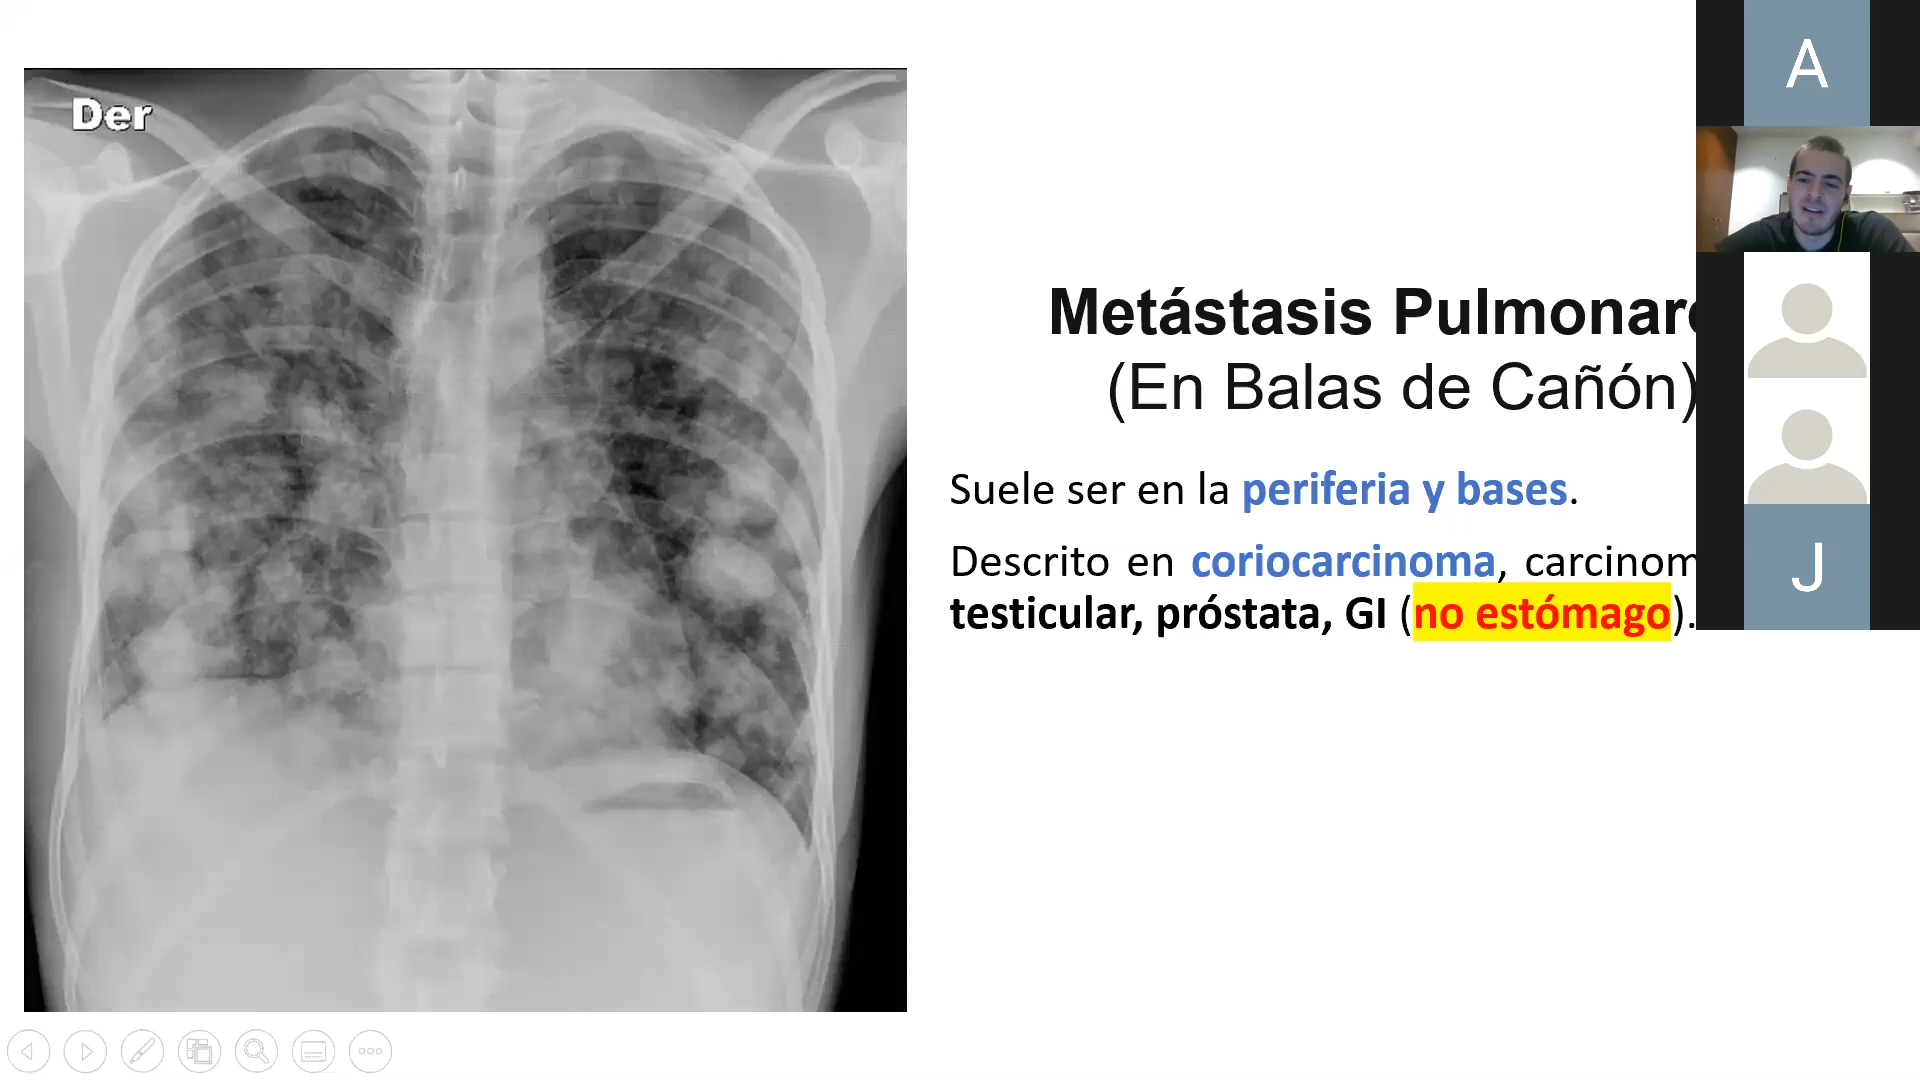 Der
Metástasis Pulmonare
(En Balas de Cañón)
Suele ser en la periferia y bases.
Descrito en coriocarcinoma, carcinom
testicular, próstata, GI (no estómago).
A
J